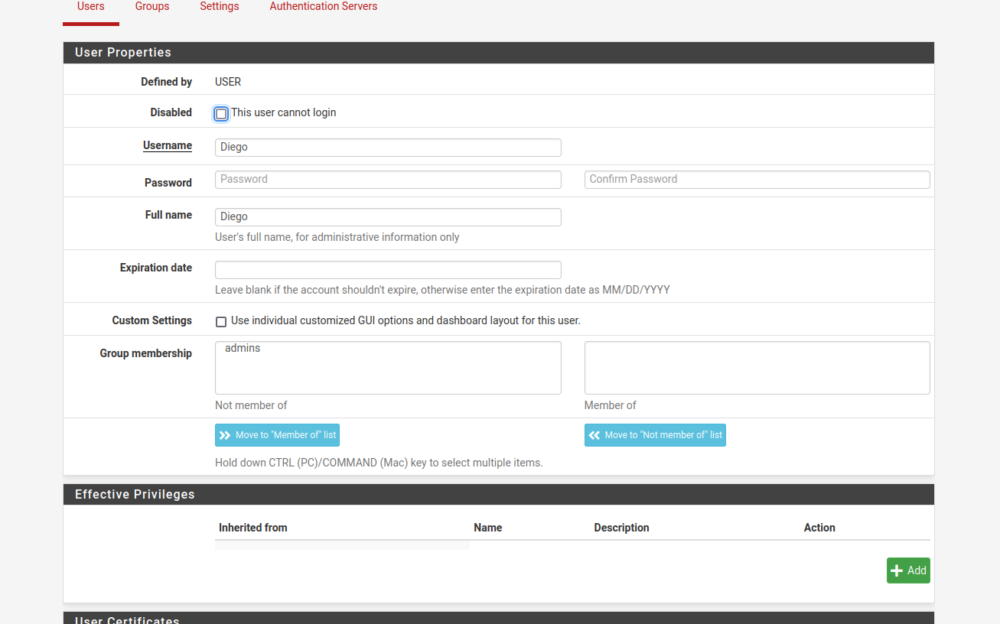 Users Groups Settings Authentication Servers
User Properties
Defined by USER
Disabled This user cannot login
Username Diego
Password Password Confirm Password
Full name Diego
User's full name, for administrative information only
Expiration date
Leave blank if the account shouldn't expire, otherwise enter the expiration date as MM/DD/YYYY
Custom Settings Use individual customized GUI options and dashboard layout for this user.
Group membership admins
Not member of Member of
Move to "Member of" list Move to "Not member of" list
Hold down CTRL (PC)/COMMAND (Mac) key to select multiple items.
Effective Privileges
Inherited from Name Description Action
Add
User Certificates